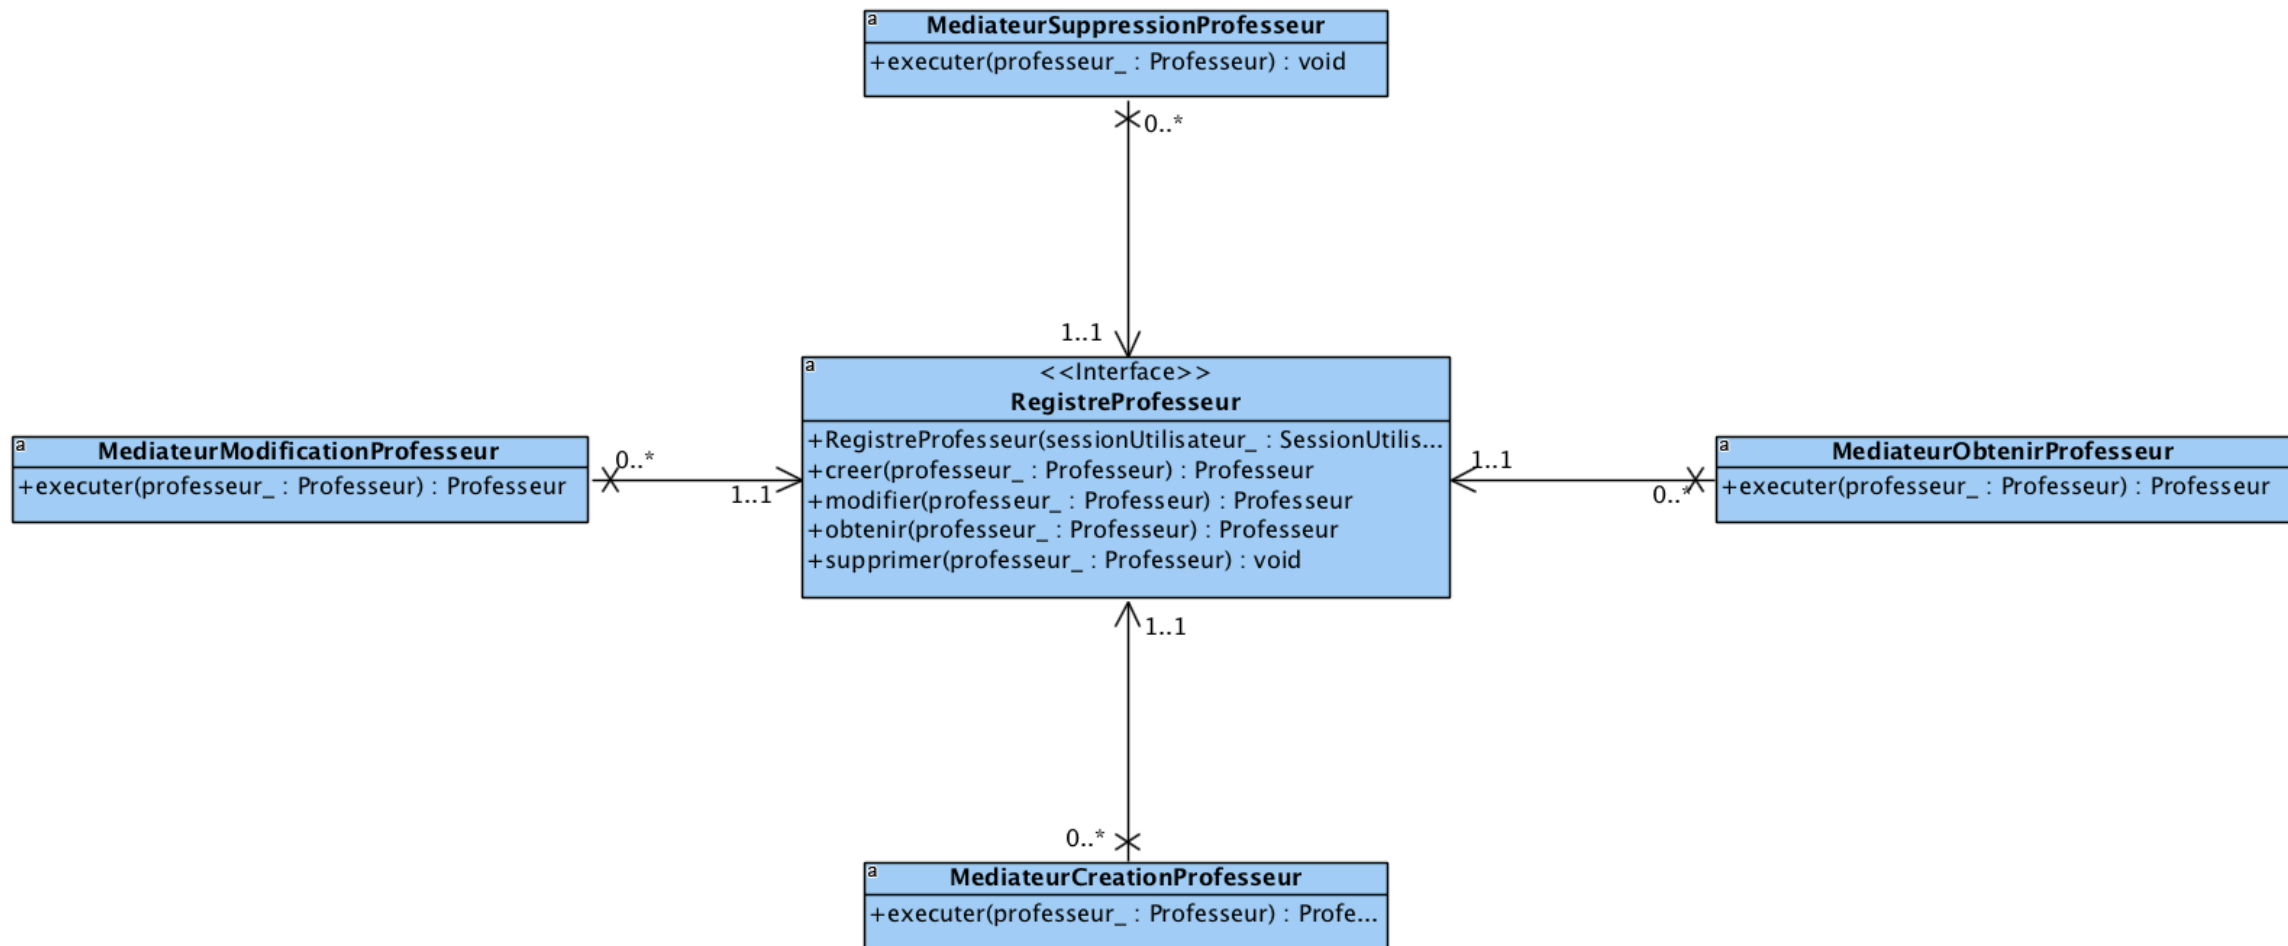 a
MediateurSuppressionProfesseur
+executer(professeur_ : Professeur) : void
0..*
1..1
a
<<Interface>>
RegistreProfesseur
+RegistreProfesseur(sessionUtilisateur_ : SessionUtilis...
+creer(professeur_ : Professeur) : Professeur
+modifier(professeur_ : Professeur) : Professeur
+obtenir(professeur_ : Professeur) : Professeur
+supprimer(professeur_ : Professeur) : void
a
MediateurModificationProfesseur
+executer(professeur_ : Professeur) : Professeur
0..*
1..1
1..1
0..*
a
MediateurObtenirProfesseur
+executer(professeur_ : Professeur) : Professeur
1..1
0..*
a
MediateurCreationProfesseur
+executer(professeur_ : Professeur) : Profe...